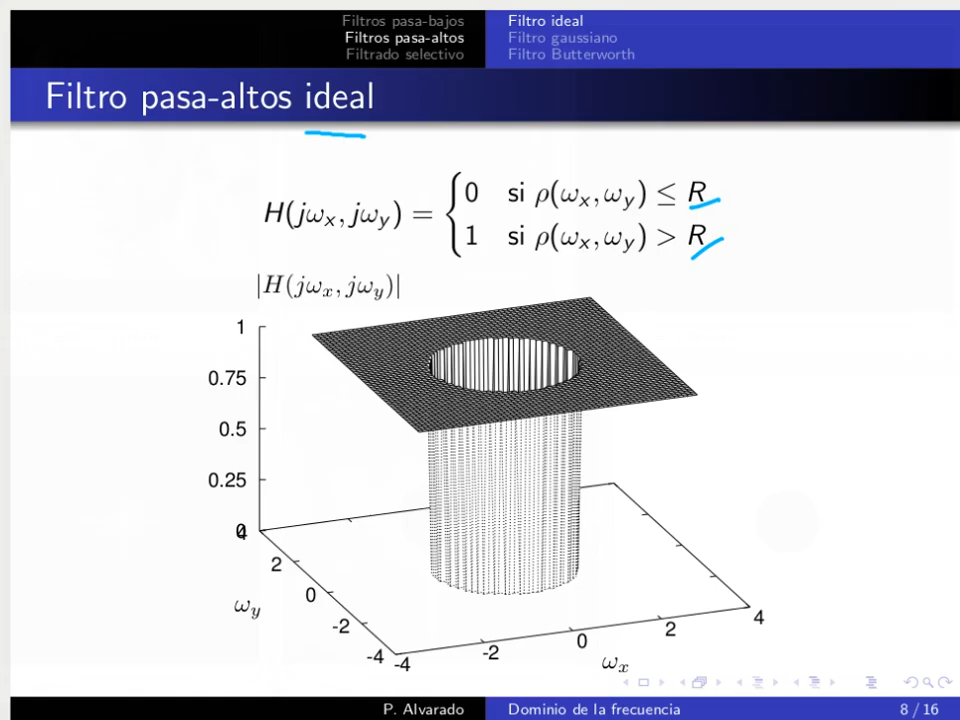 Filtros pasa-bajos
Filtros pasa-altos
Filtrado selectivo
Filtro ideal
Filtro gaussiano
Filtro Butterworth
Filtro pasa-altos ideal
H(jωx, jωy) = {0 si ρ(ωx, ωy) ≤ R
1 si ρ(ωx, ωy) > R
|H(jωx, jωy)|
1
0.75
0.5
0.25
0
4
2
0
-2
-4
ωy
-4
-2
0
2
4
ωx
P. Alvarado
Dominio de la frecuencia
8 / 16